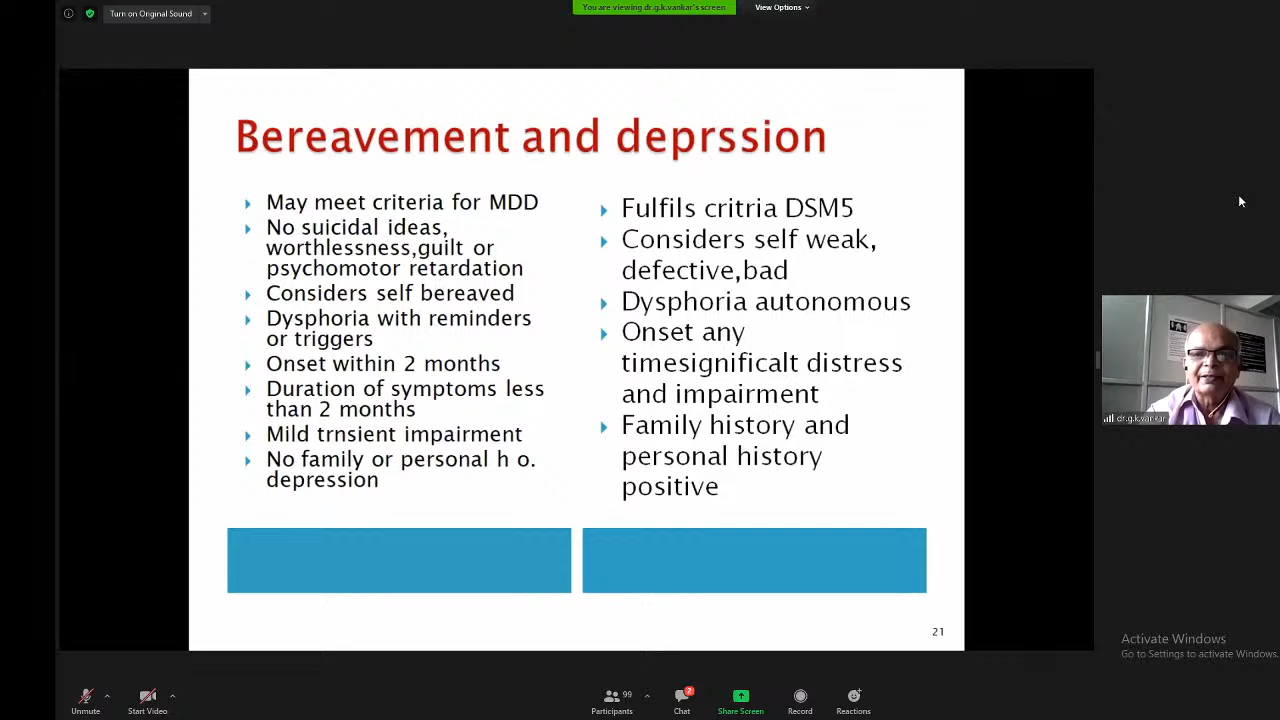 Turn on Original Sound
You are viewing dr.g.k.vankar's screen
View Options
Bereavement and deprssion
May meet criteria for MDD
No suicidal ideas,
worthlessness,guilt or
psychomotor retardation
Considers self bereaved
Dysphoria with reminders
or triggers
Onset within 2 months
Duration of symptoms less
than 2 months
Mild trnsient impairment
No family or personal h o.
depression
Fulfils critria DSM5
Considers self weak,
defective,bad
Dysphoria autonomous
Onset any
timesignificalt distress
and impairment
Family history and
personal history
positive
21
dr.g.k.vankar
Activate Windows
Go to Settings to activate Windows.
Unmute
Start Video
99
Participants
2
Chat
Share Screen
Record
Reactions